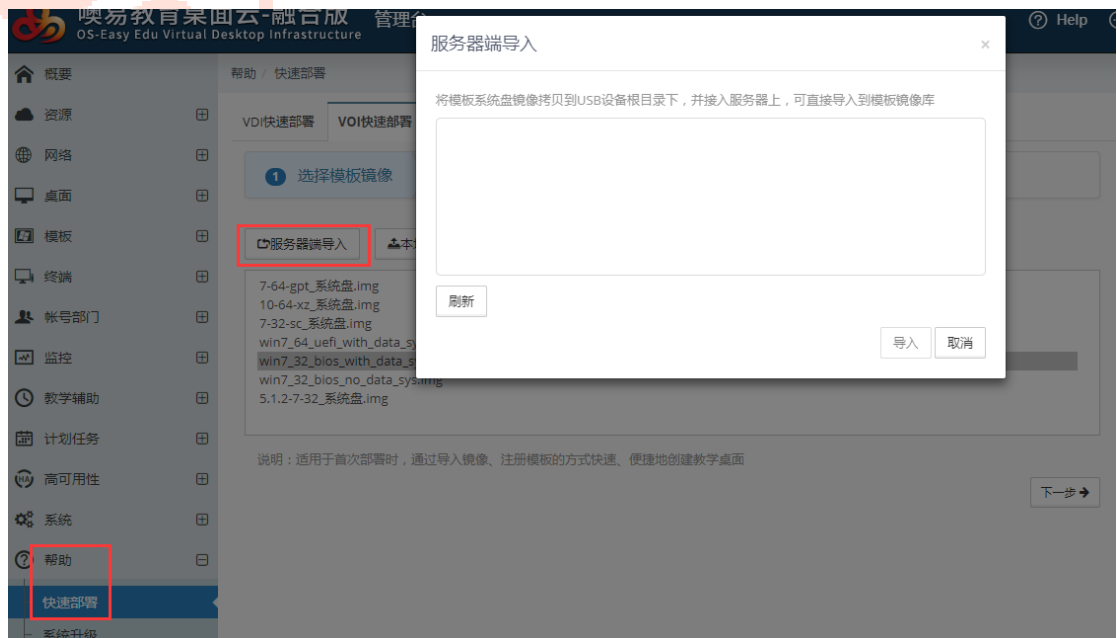 噢易教育桌面云-融合版 管理台
OS-Easy Edu Virtual Desktop Infrastructure
Help
概要
资源
网络
桌面
模板
终端
帐号部门
监控
教学辅助
计划任务
HA 高可用性
系统
帮助
快速部署
系统升级
帮助 / 快速部署
VDI快速部署 VOI快速部署
1 选择模板镜像
服务器端导入
7-64-gpt_系统盘.img
10-64-xz_系统盘.img
7-32-sc_系统盘.img
win7_64_uefi_with_data_sy
win7_32_bios_with_data_s
win7_32_bios_no_data_sys.img
5.1.2-7-32_系统盘.img
说明：适用于首次部署时，通过导入镜像、注册模板的方式快速、便捷地创建教学桌面
下一步
服务器端导入 ×
将模板系统盘镜像拷贝到USB设备根目录下，并接入服务器上，可直接导入到模板镜像库
刷新
导入 取消